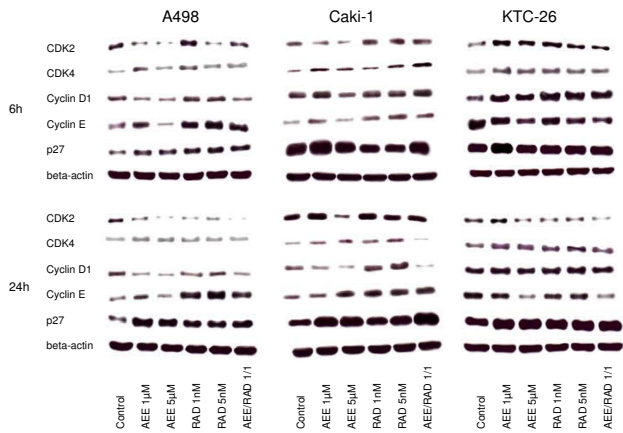 A498 Caki-1 KTC-26
6h
CDK2
CDK4
Cyclin D1
Cyclin E
p27
beta-actin
24h
CDK2
CDK4
Cyclin D1
Cyclin E
p27
beta-actin
Control AEE 1µM AEE 5µM RAD 1nM RAD 5nM AEE/RAD 1/1 Control AEE 1µM AEE 5µM RAD 1nM RAD 5nM AEE/RAD 1/1 Control AEE 1µM AEE 5µM RAD 1nM RAD 5nM AEE/RAD 1/1